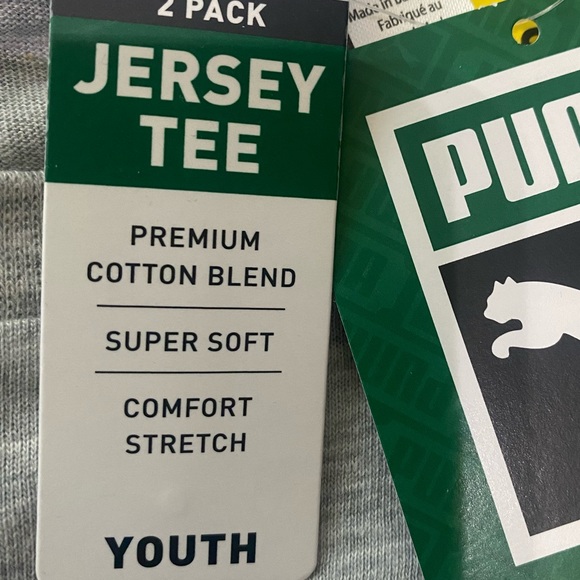 2 PACK
JERSEY
TEE
PREMIUM
COTTON BLEND
SUPER SOFT
COMFORT
STRETCH
YOUTH
Made in
Fabriqué au
PU